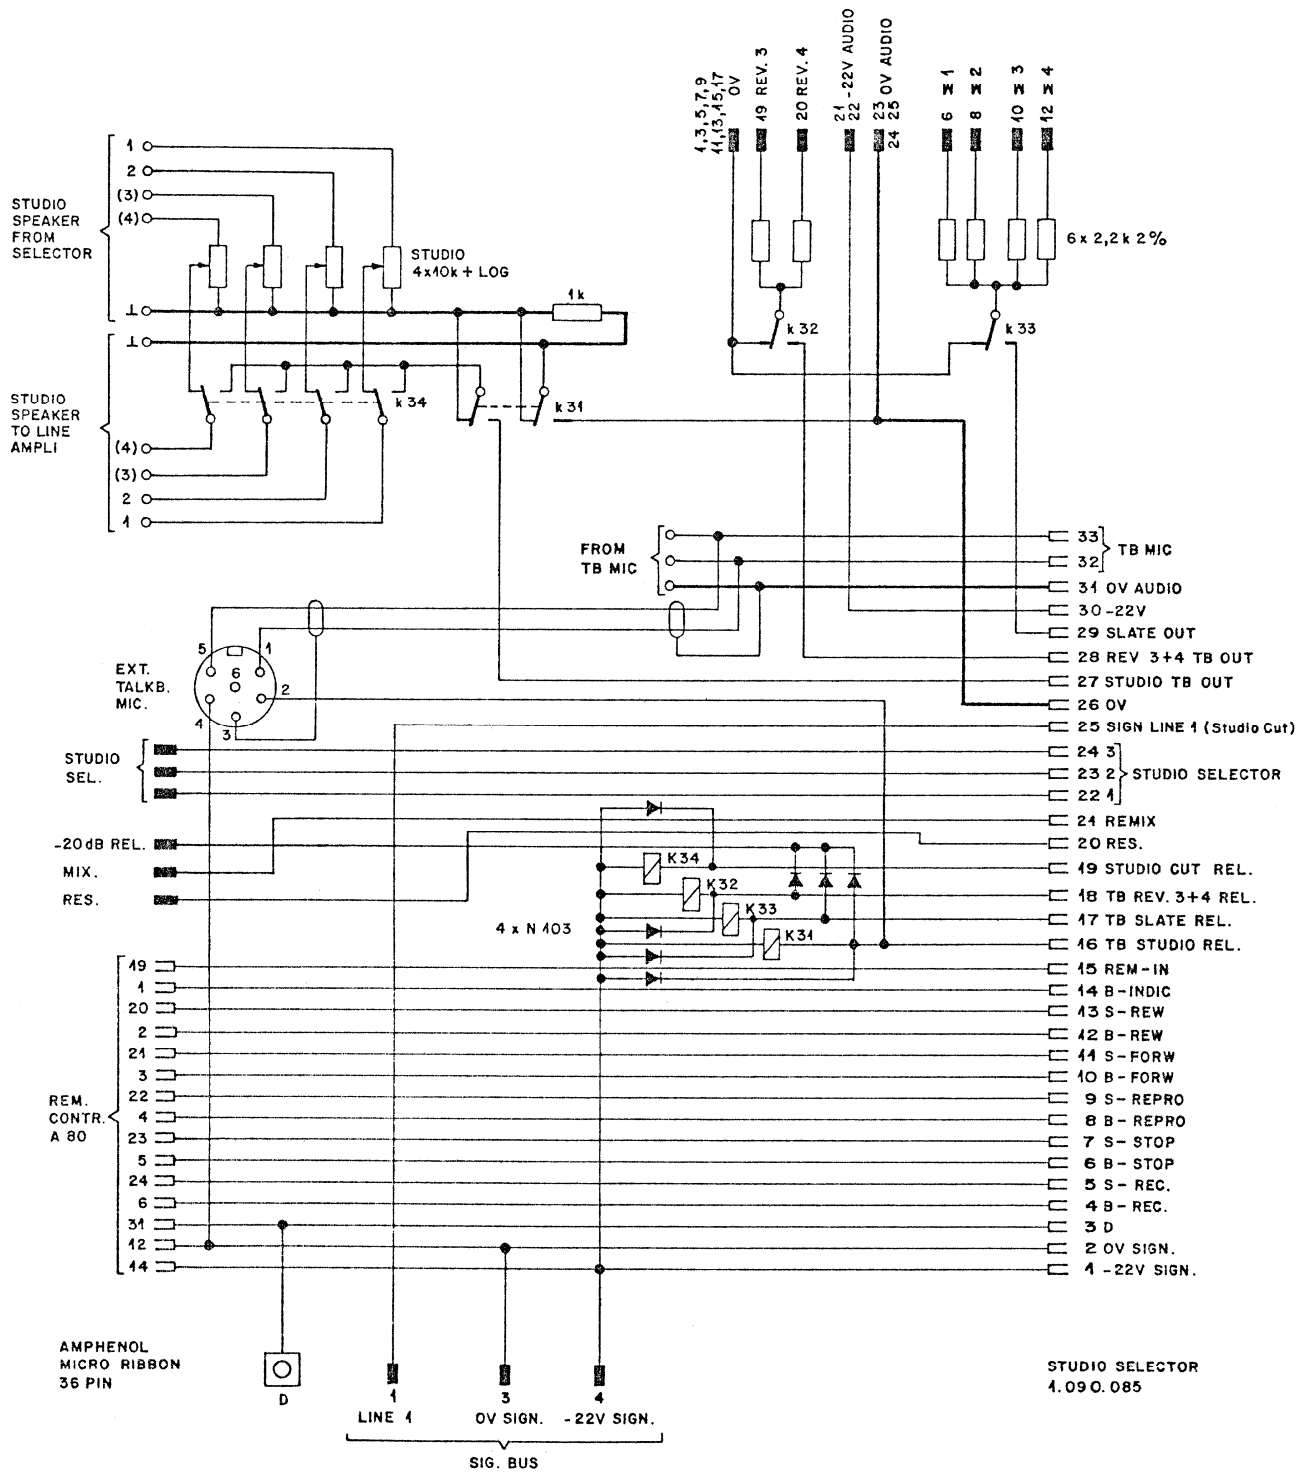 1,3,5,7,9
11,13,15,17
0V
19 REV. 3
20 REV. 4
21 -22V AUDIO
22
23 0V AUDIO
24 25
6 1
8 2
10 3
12 4
STUDIO
SPEAKER
FROM
SELECTOR
1
2
(3)
(4)
⊥
STUDIO
4x10k + LOG
1k
6 x 2,2 k 2%
k 32
k 33
STUDIO
SPEAKER
TO LINE
AMPLI
⊥
k 34
k 31
(4)
(3)
2
1
FROM
TB MIC
33
32
TB MIC
31 0V AUDIO
30 -22V
29 SLATE OUT
28 REV 3+4 TB OUT
27 STUDIO TB OUT
26 0V
25 SIGN LINE 1 (Studio Cut)
24 3
23 2
22 1
STUDIO SELECTOR
21 REMIX
20 RES.
19 STUDIO CUT REL.
18 TB REV. 3+4 REL.
17 TB SLATE REL.
16 TB STUDIO REL.
15 REM-IN
14 B-INDIC
13 S-REW
12 B-REW
11 S-FORW
10 B-FORW
9 S-REPRO
8 B-REPRO
7 S-STOP
6 B-STOP
5 S-REC.
4 B-REC.
3 D
2 0V SIGN.
1 -22V SIGN.
EXT.
TALKB.
MIC.
5
1
6
2
4
3
STUDIO
SEL.
-20dB REL.
MIX.
RES.
K34
K32
K33
K31
4 x N 103
REM.
CONTR.
A 80
19
1
20
2
21
3
22
4
23
5
24
6
31
12
14
AMPHENOL
MICRO RIBBON
36 PIN
D
1
LINE 1
3
0V SIGN.
4
-22V SIGN.
SIG. BUS
STUDIO SELECTOR
1.090.085